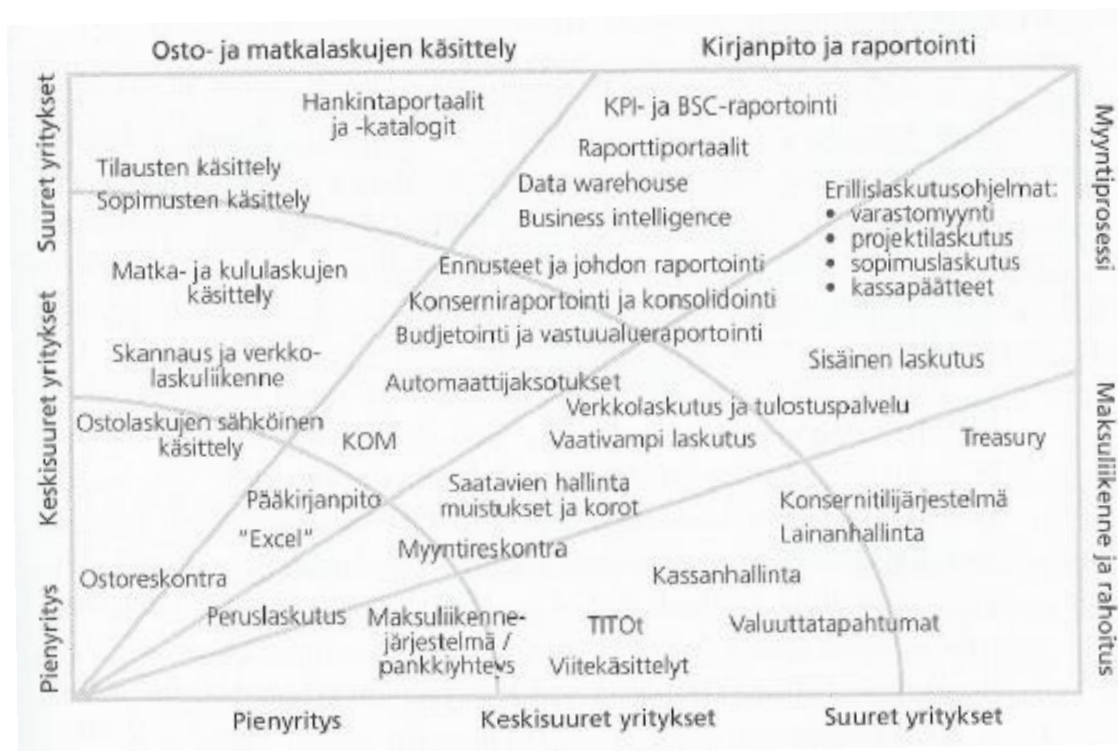 Osto- ja matkalaskujen käsittely
Kirjanpito ja raportointi
Suuret yritykset
Keskisuuret yritykset
Pienyritys
Hankintaportaalit
ja -katalogit
Tilausten käsittely
Sopimusten käsittely
Matka- ja kululaskujen
käsittely
Skannaus ja verkko-
laskuliikenne
Ostolaskujen sähköinen
käsittely
Ostoreskontra
KPI- ja BSC-raportointi
Raporttiportaalit
Data warehouse
Business intelligence
Ennusteet ja johdon raportointi
Konserniraportointi ja konsolidointi
Budjetointi ja vastuualueraportointi
Automaattijaksotukset
KOM
Pääkirjanpito
"Excel"
Erillislaskutusohjelmat:
• varastomyynti
• projektilaskutus
• sopimuslaskutus
• kassapäätteet
Sisäinen laskutus
Verkkolaskutus ja tulostuspalvelu
Vaativampi laskutus
Saatavien hallinta
muistukset ja korot
Myyntireskontra
Peruslaskutus
Treasury
Konsernitilijärjestelmä
Lainanhallinta
Kassanhallinta
Valuuttatapahtumat
TITOt
Viitekäsittelyt
Maksuliikenne-
järjestelmä /
pankkiyhteys
Myyntiprosessi
Maksuliikenne ja rahoitus
Pienyritys
Keskisuuret yritykset
Suuret yritykset